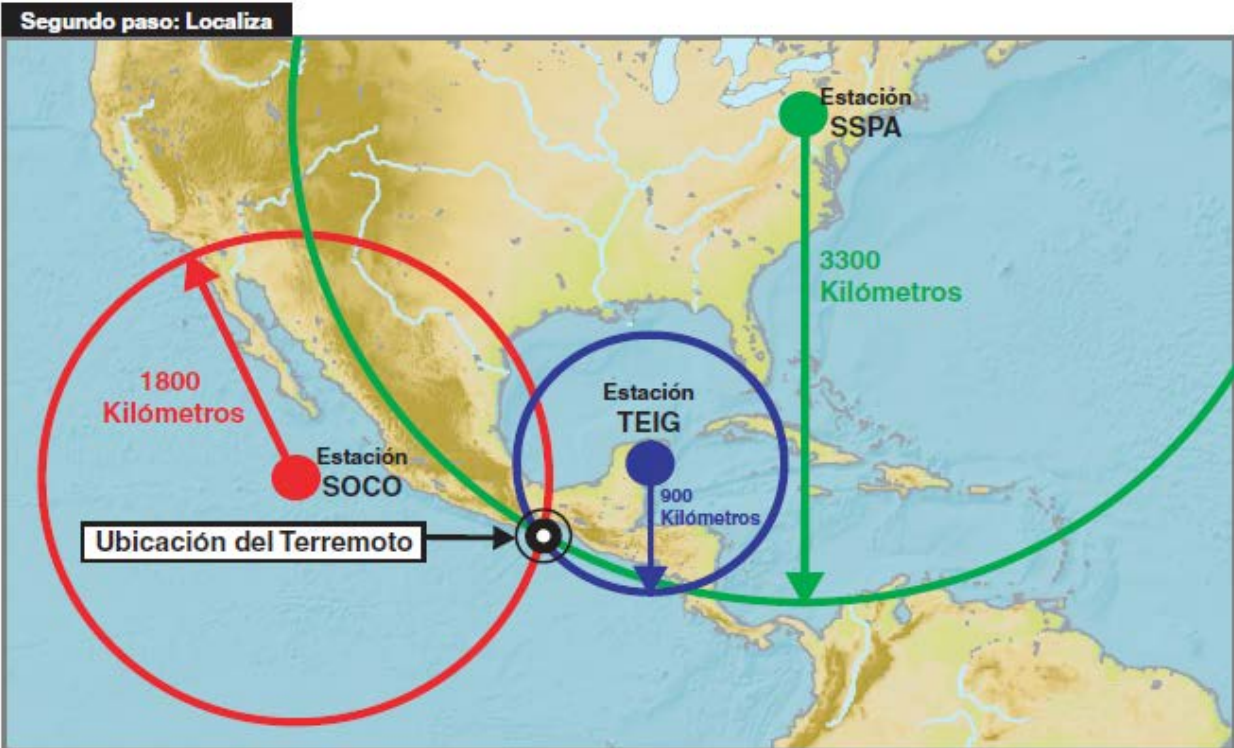 Segundo paso: Localiza
Estación
SSPA
3300
Kilómetros
1800
Kilómetros
Estación
TEIG
Estación
SOCO
900
Kilómetros
Ubicación del Terremoto